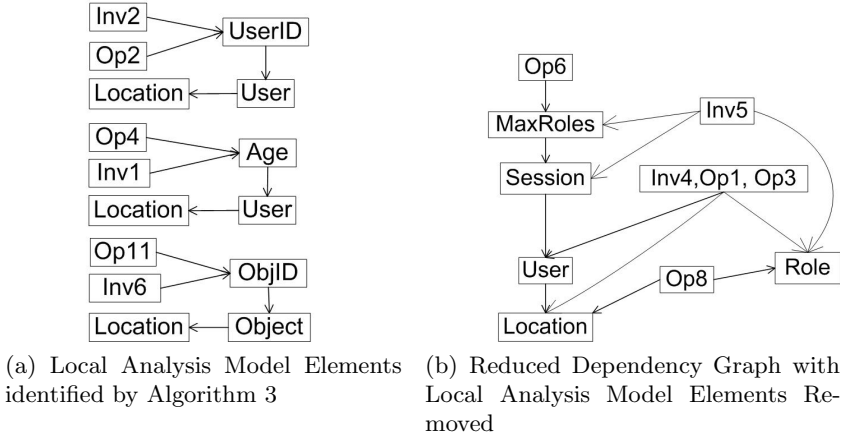 Inv2
UserID
Op2
Location
User
Op4
Age
Inv1
Location
User
Op11
ObjID
Inv6
Location
Object
(a) Local Analysis Model Elements
identified by Algorithm 3
Op6
MaxRoles
Inv5
Session
Inv4,Op1, Op3
User
Op8
Role
Location
(b) Reduced Dependency Graph with
Local Analysis Model Elements Re-
moved